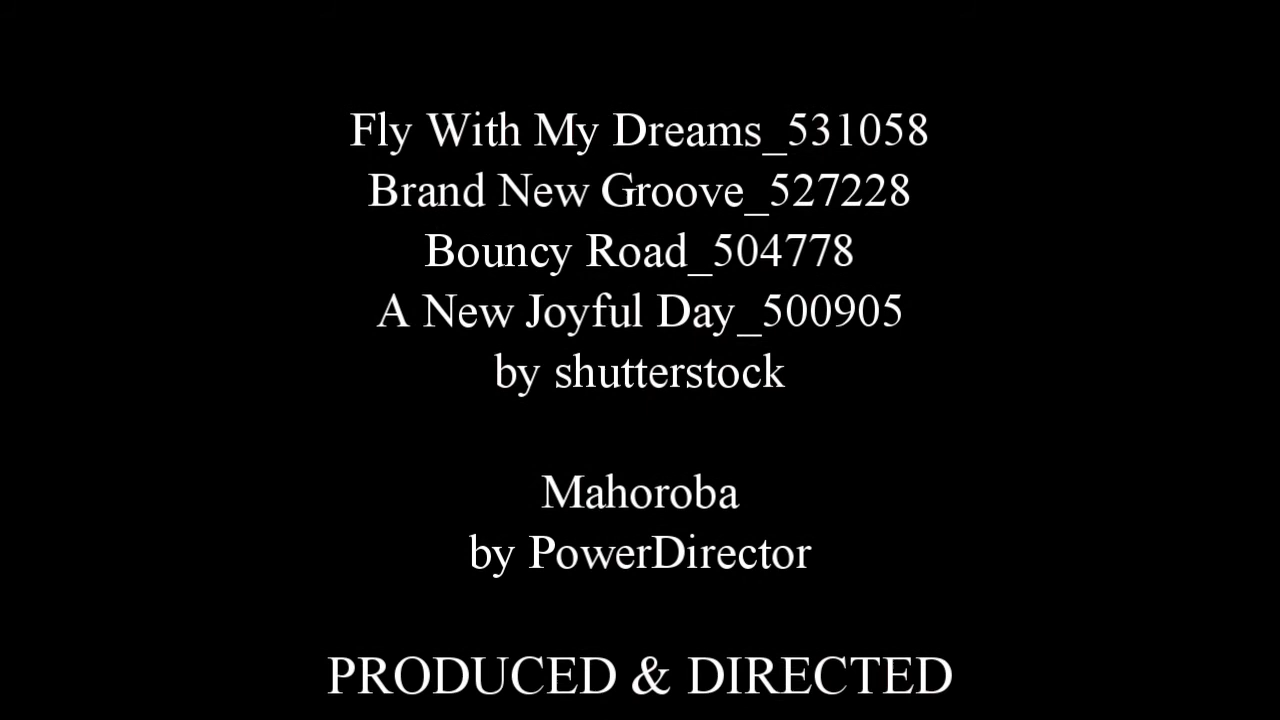 Fly With My Dreams_531058
Brand New Groove_527228
Bouncy Road_504778
A New Joyful Day_500905
by shutterstock
Mahoroba
by PowerDirector
PRODUCED & DIRECTED